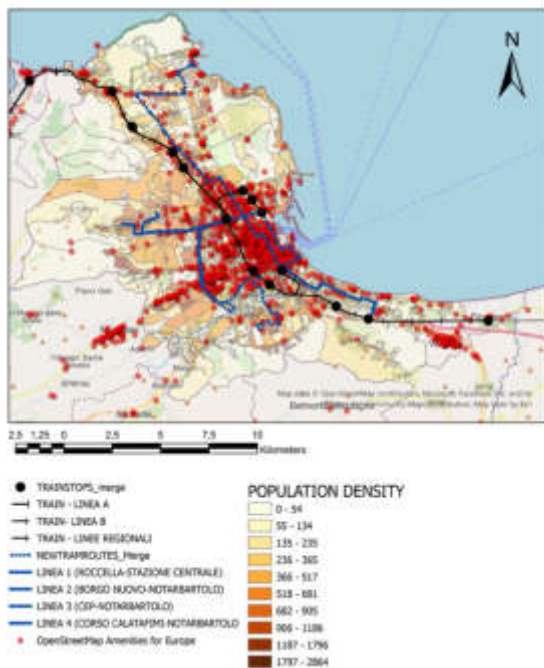 N
2,5 1,25 0 2,5 5 7,5 10
Kilometers
TRAINSTOPS_merge
TRAIN - LINEA A
TRAIN- LINEA B
TRAIN - LINEE REGIONALI
NEWTRAMROUTES_Merge
LINEA 1 (ROCCELLA-STAZIONE CENTRALE)
LINEA 2 (BORGO NUOVO-NOTARBARTOLO)
LINEA 3 (CEP-NOTARBARTOLO)
LINEA 4 (CORSO CALATAFIMI-NOTARBARTOLO
OpenStreetMap Amenities for Europe
POPULATION DENSITY
0 - 54
55 - 134
135 - 235
236 - 365
366 - 517
518 - 681
682 - 905
906 - 1186
1187 - 1796
1797 - 2864